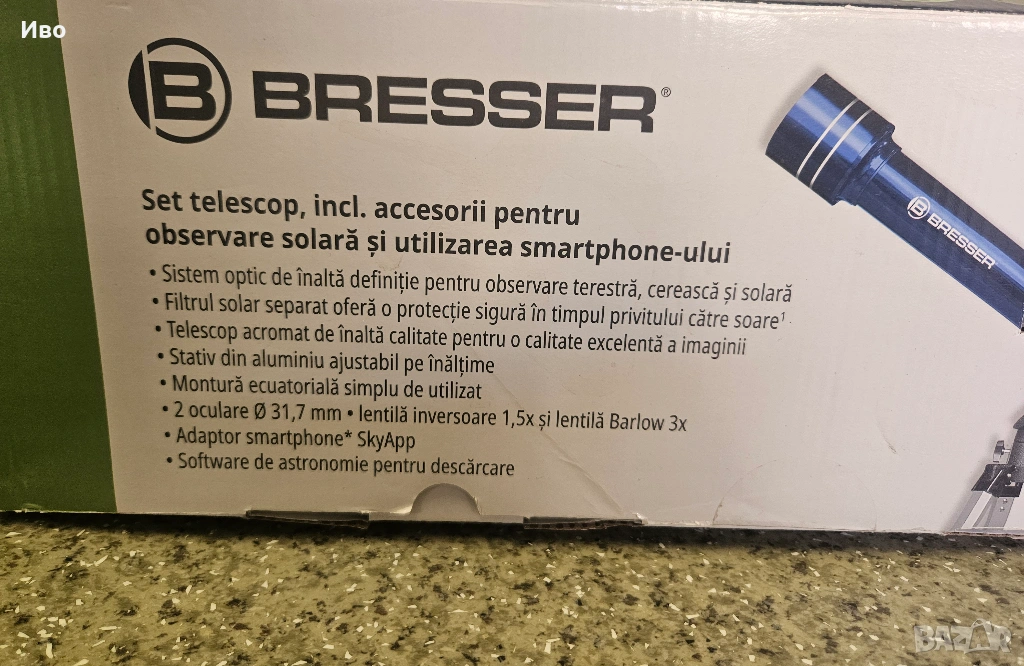 Иво
B BRESSER®
Set telescop, incl. accesorii pentru
observare solară și utilizarea smartphone-ului
• Sistem optic de înaltă definiție pentru observare terestră, cerească și solară
• Filtrul solar separat oferă o protecție sigură în timpul privitului către soare¹
• Telescop acromat de înaltă calitate pentru o calitate excelentă a imaginii
• Stativ din aluminiu ajustabil pe înălțime
• Montură ecuatorială simplu de utilizat
• 2 oculare Ø 31,7 mm • lentilă inversoare 1,5x și lentilă Barlow 3x
• Adaptor smartphone* SkyApp
• Software de astronomie pentru descărcare
B BRESSER
BAZAR